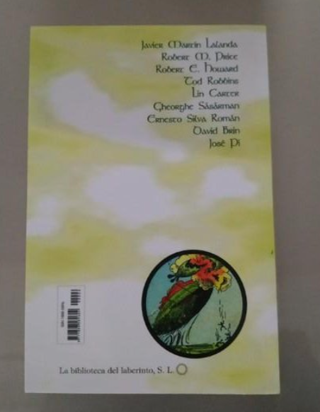 Javier Martín Lalanda
Robert M. Price
Robert E. Howard
Tod Robbins
Lin Carter
Gheorghe Săsărman
Ernesto Silva Román
David Brin
José Pi
La biblioteca del laberinto, S. L.